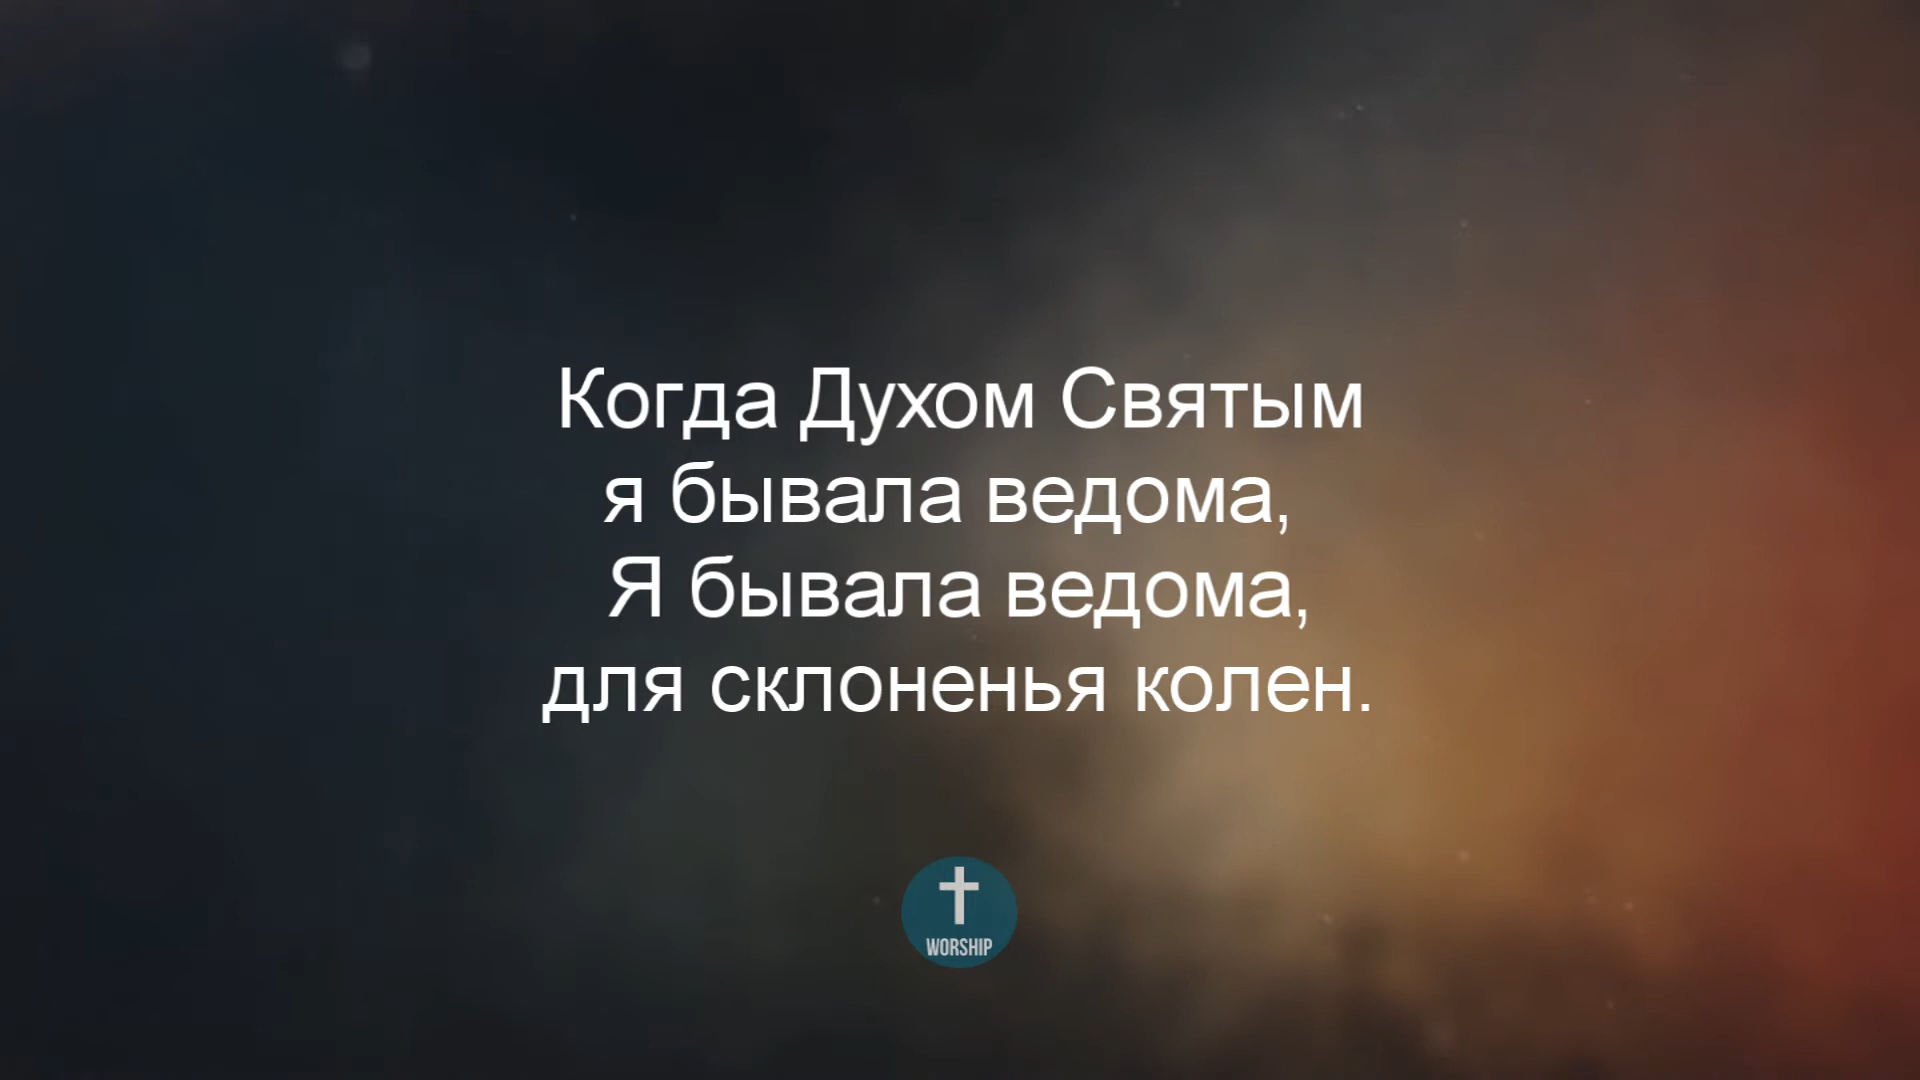 Когда Духом Святым
я бывала ведома,
Я бывала ведома,
для склоненья колен.
WORSHIP